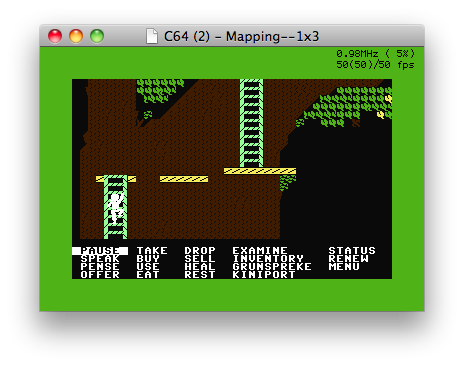 C64 (2) - Mapping--1x3
0.98MHz ( 5%)
50(50)/50 fps
PAUSE TAKE DROP EXAMINE STATUS
SPEAK BUY SELL INVENTORY RENEW
PENSE USE HEAL GRUNSPREKE MENU
OFFER EAT REST KINIPORT